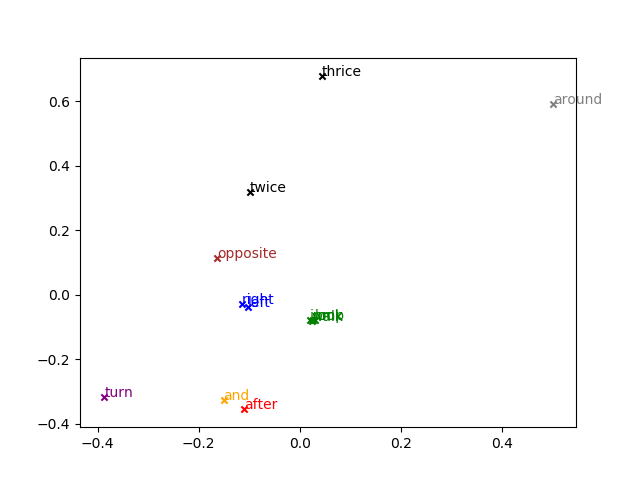 thrice
around
0.6
0.4
twice
0.2
opposite
0.0
right
left
−0.2
turn
and
after
−0.4
−0.4
−0.2
0.0
0.2
0.4